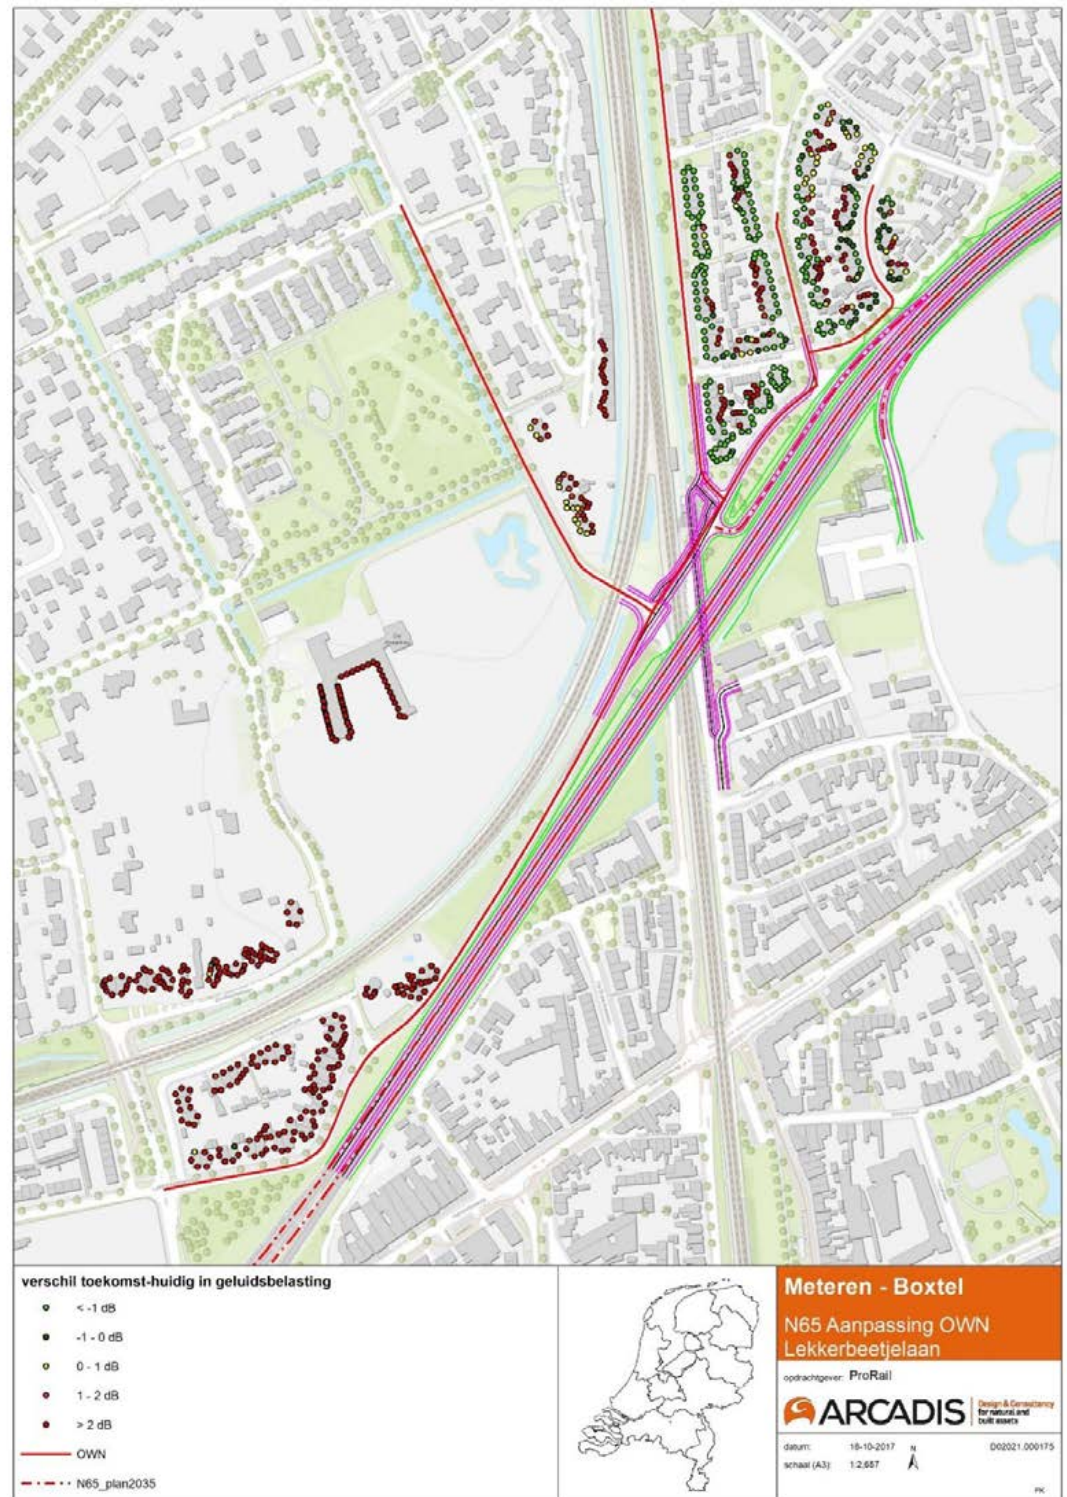 verschil toekomst-huidig in geluidsbelasting
< -1 dB
-1 - 0 dB
0 - 1 dB
1 - 2 dB
> 2 dB
OWN
N65_plan2035
Meteren - Boxtel
N65 Aanpassing OWN
Lekkerbeetjelaan
opdrachtgever: ProRail
ARCADIS
Design & Consultancy
for natural and
built assets
datum: 18-10-2017 N D02021.000175
schaal (A3): 1:2,657
PK